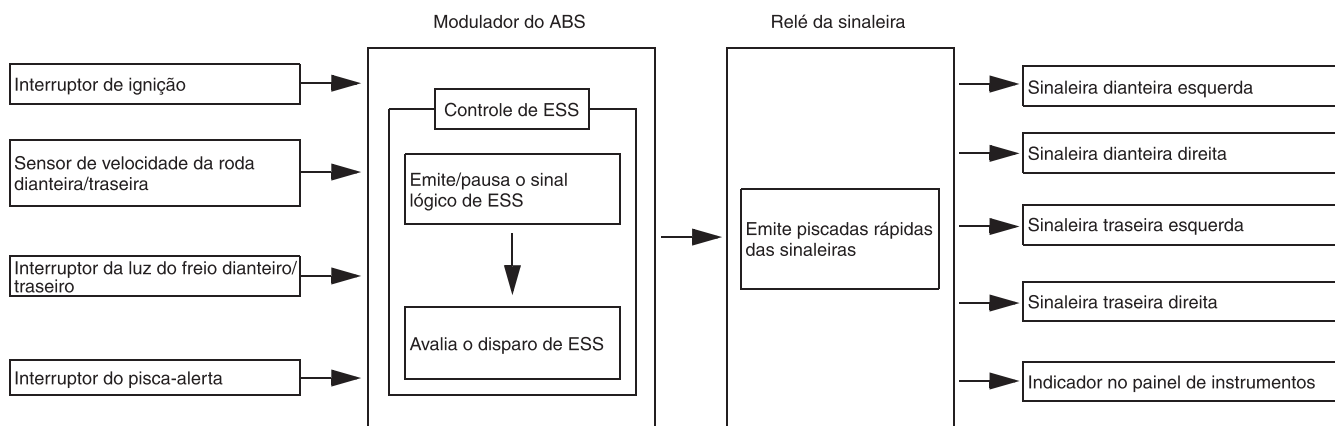 Modulador do ABS
Relé da sinaleira
Interruptor de ignição
Sensor de velocidade da roda
dianteira/traseira
Interruptor da luz do freio dianteiro/
traseiro
Interruptor do pisca-alerta
Controle de ESS
Emite/pausa o sinal
lógico de ESS
Avalia o disparo de ESS
Emite piscadas rápidas
das sinaleiras
Sinaleira dianteira esquerda
Sinaleira dianteira direita
Sinaleira traseira esquerda
Sinaleira traseira direita
Indicador no painel de instrumentos